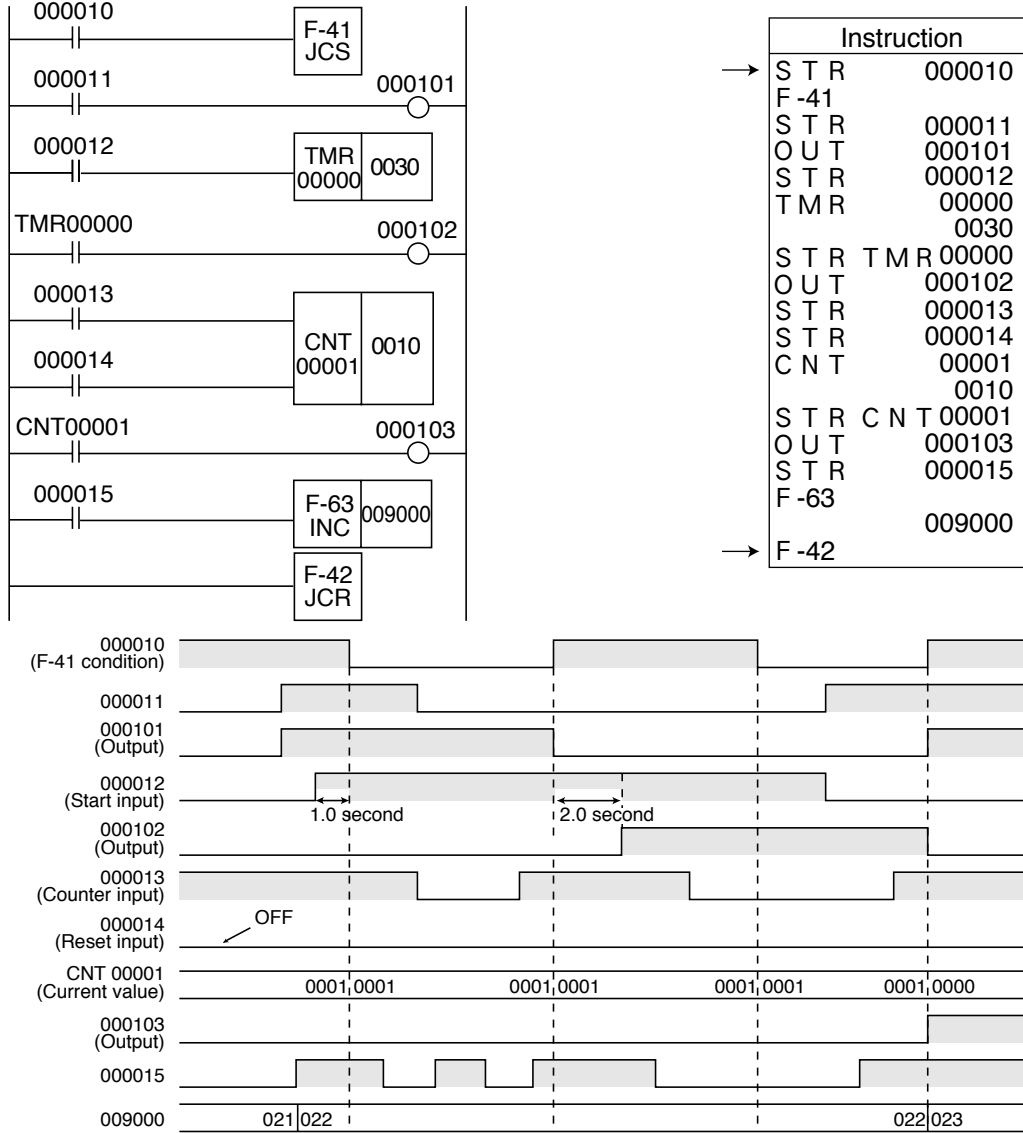 000010
F-41
JCS
000011
000101
000012
TMR
00000
0030
TMR00000
000102
000013
CNT
00001
0010
000014
CNT00001
000103
000015
F-63
INC
009000
F-42
JCR
Instruction
→ S T R 000010
F -41
S T R 000011
O U T 000101
S T R 000012
T M R 00000
0030
S T R T M R 00000
O U T 000102
S T R 000013
S T R 000014
C N T 00001
0010
S T R C N T 00001
O U T 000103
S T R 000015
F -63
009000
→ F -42
000010
(F-41 condition)
000011
000101
(Output)
000012
(Start input)
1.0 second 2.0 second
000102
(Output)
000013
(Counter input)
000014
(Reset input)
OFF
CNT 00001
(Current value)
0001 0001 0001 0001 0001 0001 0001 0000
000103
(Output)
000015
009000
021 022 022 023